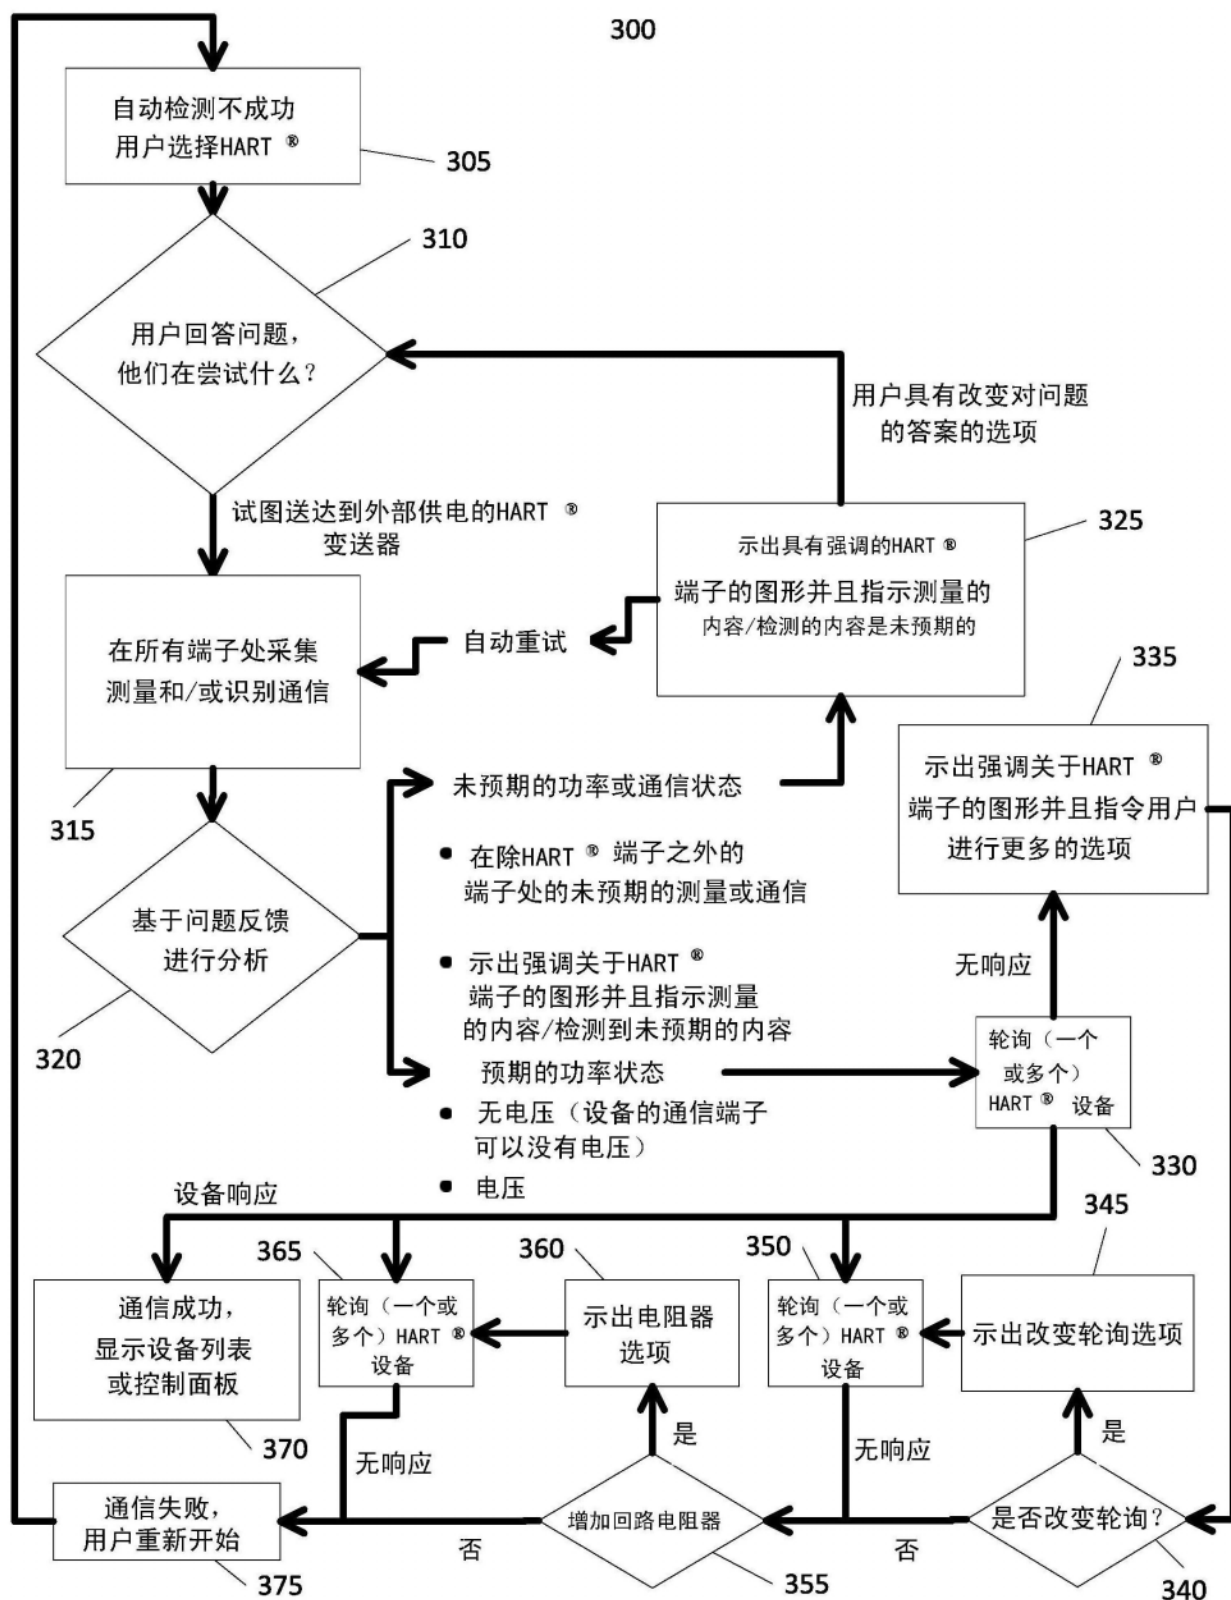 300
自动检测不成功
用户选择HART ®
305
310
用户回答问题,
他们在尝试什么?
用户具有改变对问题
的答案的选项
试图送达到外部供电的HART ®
变送器
325
示出具有强调的HART ®
端子的图形并且指示测量的
内容/检测的内容是未预期的
自动重试
在所有端子处采集
测量和/或识别通信
315
335
示出强调关于HART ®
端子的图形并且指令用户
进行更多的选项
未预期的功率或通信状态
• 在除HART ® 端子之外的
端子处的未预期的测量或通信
基于问题反馈
进行分析
320
• 示出强调关于HART ®
端子的图形并且指示测量
的内容/检测到未预期的内容
无响应
预期的功率状态
• 无电压（设备的通信端子
可以没有电压）
• 电压
轮询（一个
或多个）
HART ® 设备
330
设备响应
345
365
360
350
通信成功,
显示设备列表
或控制面板
370
轮询（一个或
多个）HART ®
设备
示出电阻器
选项
轮询（一个或
多个）HART ®
设备
示出改变轮询选项
无响应
是
无响应
是
通信失败,
用户重新开始
375
否
增加回路电阻器
355
否
是否改变轮询?
340